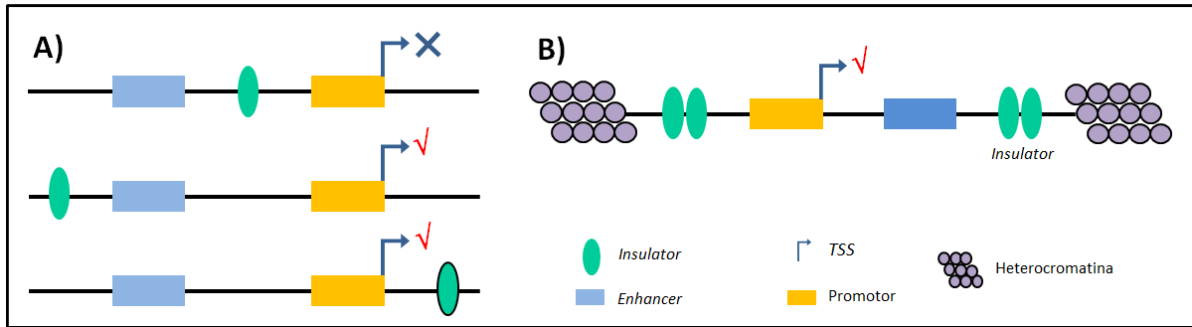 A)
B)
Insulator
Insulator
TSS
Heterocromatina
Enhancer
Promotor